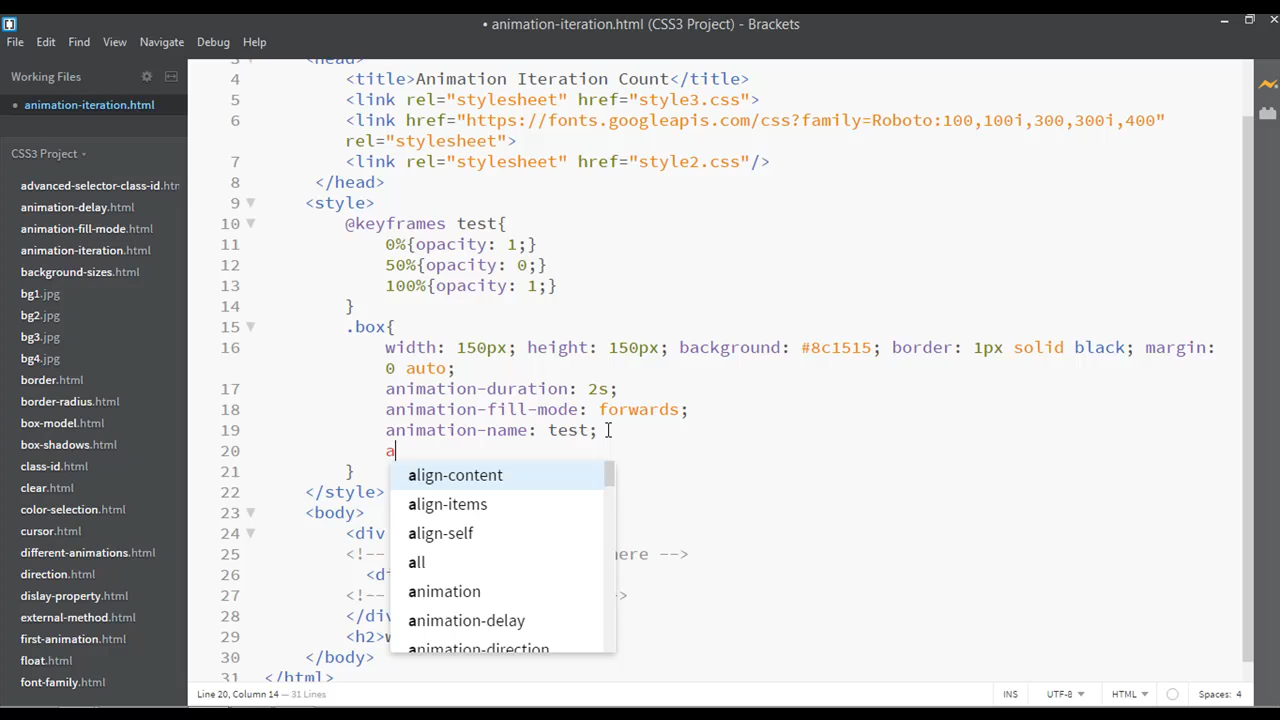 • animation-iteration.html (CSS3 Project) - Brackets
File Edit Find View Navigate Debug Help
Working Files
• animation-iteration.html
CSS3 Project
advanced-selector-class-id.htm
animation-delay.html
animation-fill-mode.html
animation-iteration.html
background-sizes.html
bg1.jpg
bg2.jpg
bg3.jpg
bg4.jpg
border.html
border-radius.html
box-model.html
box-shadows.html
class-id.html
clear.html
color-selection.html
cursor.html
different-animations.html
direction.html
dislay-property.html
external-method.html
first-animation.html
float.html
font-family.html
3 <head>
4 <title>Animation Iteration Count</title>
5 <link rel="stylesheet" href="style3.css">
6 <link href="https://fonts.googleapis.com/css?family=Roboto:100,100i,300,300i,400"
rel="stylesheet">
7 <link rel="stylesheet" href="style2.css"/>
8 </head>
9 <style>
10 @keyframes test{
11 0%{opacity: 1;}
12 50%{opacity: 0;}
13 100%{opacity: 1;}
14 }
15 .box{
16 width: 150px; height: 150px; background: #8c1515; border: 1px solid black; margin:
0 auto;
17 animation-duration: 2s;
18 animation-fill-mode: forwards;
19 animation-name: test;
20 a
21 }
22 </style>
23 <body>
24 <div
25 <!-- here -->
26 <di
27 <!-- >
28 </div
29 <h2>
30 </body>
31 </html>
align-content
align-items
align-self
all
animation
animation-delay
animation-direction
Line 20, Column 14 — 31 Lines
INS UTF-8 HTML Spaces: 4